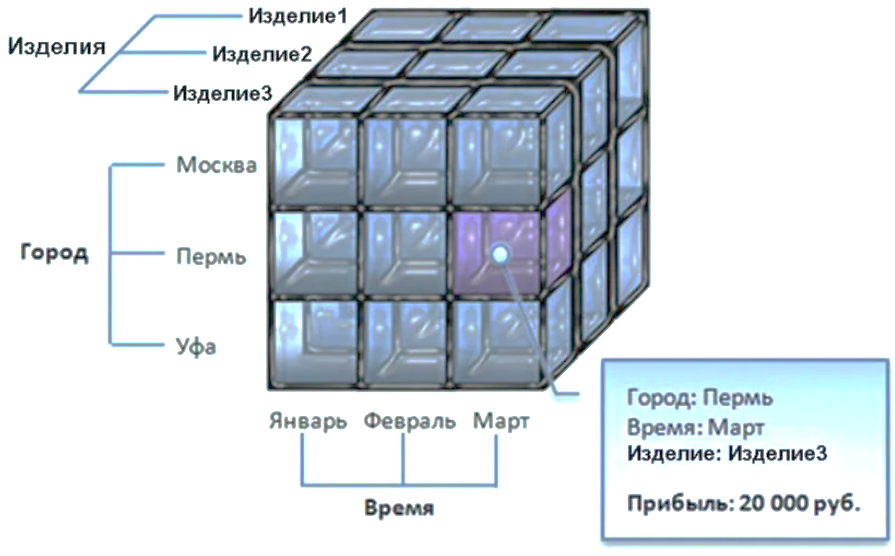 Изделие1
Изделия
Изделие2
Изделие3
Москва
Город
Пермь
Уфа
Январь Февраль Март
Время
Город: Пермь
Время: Март
Изделие: Изделие3
Прибыль: 20 000 руб.